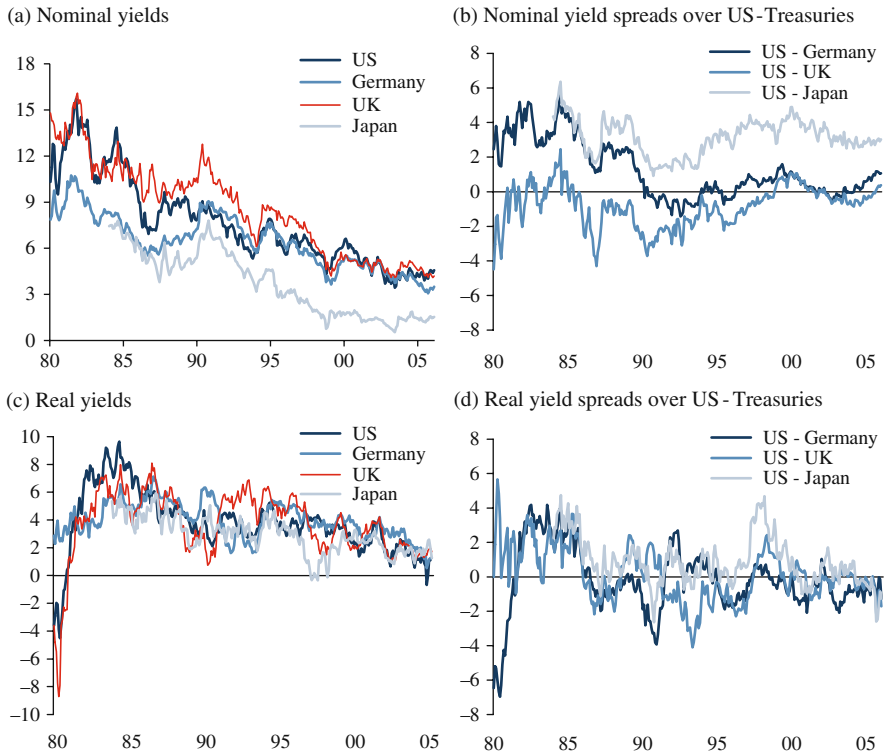 (a) Nominal yields
18
15
12
9
6
3
0
80 85 90 95 00 05
US
Germany
UK
Japan
(b) Nominal yield spreads over US-Treasuries
8
6
4
2
0
–2
–4
–6
–8
80 85 90 95 00 05
US - Germany
US - UK
US - Japan
(c) Real yields
10
8
6
4
2
0
–2
–4
–6
–8
–10
80 85 90 95 00 05
US
Germany
UK
Japan
(d) Real yield spreads over US-Treasuries
8
6
4
2
0
–2
–4
–6
–8
80 85 90 95 00 05
US - Germany
US - UK
US - Japan